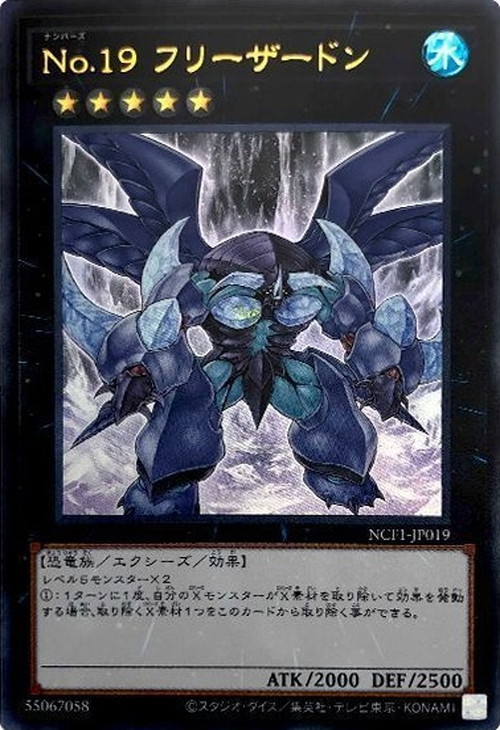 ナンバーズ
No.19 フリーザードン
水
NCF1-JP019
【恐竜族/エクシーズ/効果】
レベル5モンスター×2
①:1ターンに1度、自分のX モンスターがX素材を取り除いて効果を発動
する場合、取り除くX素材1つをこのカードから取り除く事ができる。
ATK/2000 DEF/2500
55067058
©スタジオ・ダイス/集英社・テレビ東京・KONAMI